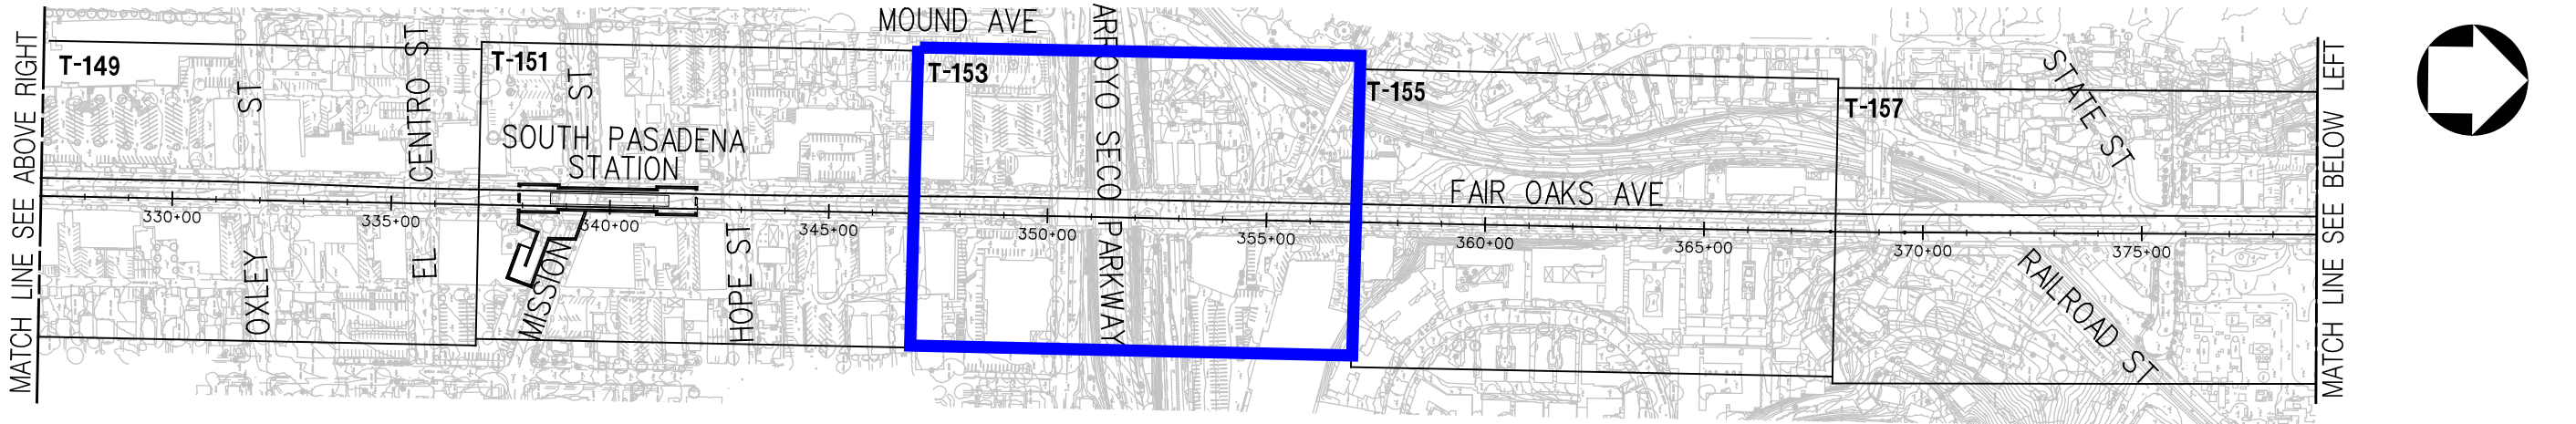 MATCH LINE SEE ABOVE RIGHT
T-149
OXLEY ST
EL CENTRO ST
T-151
MISSION ST
SOUTH PASADENA
STATION
HOPE ST
MOUND AVE
T-153
ARROYO SECO PARKWAY
T-155
FAIR OAKS AVE
T-157
STATE ST
RAILROAD ST
330+00
335+00
340+00
345+00
350+00
355+00
360+00
365+00
370+00
375+00
MATCH LINE SEE BELOW LEFT